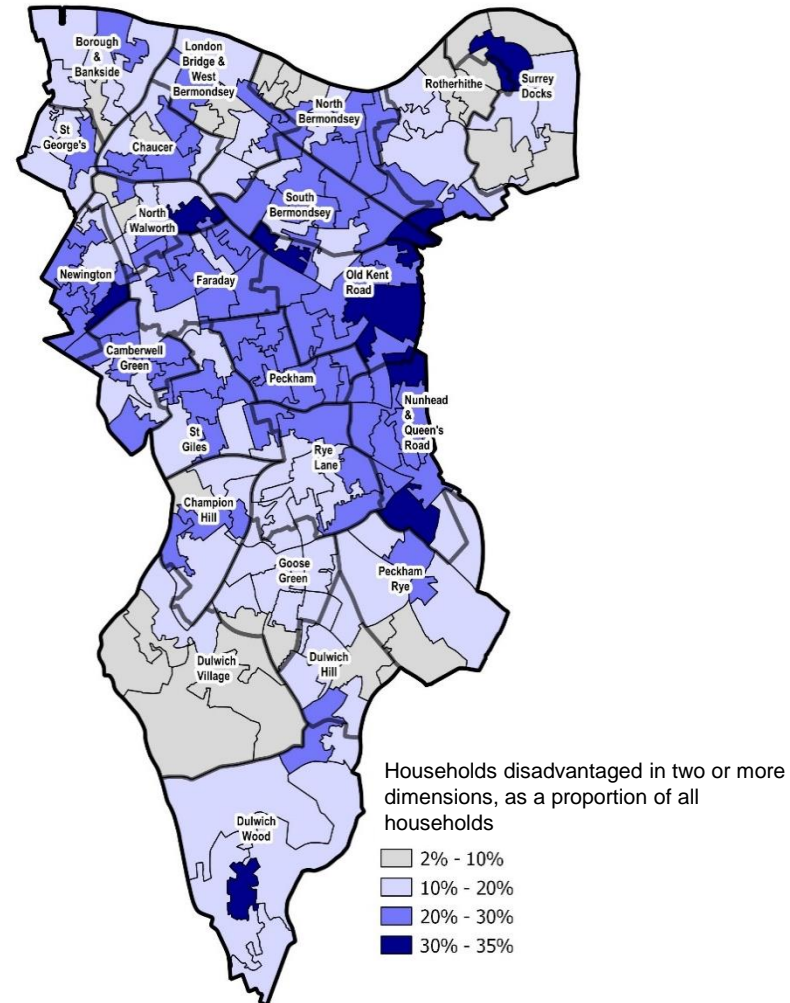 Borough
&
Bankside
London
Bridge &
West
Bermondsey
Rotherhithe
Surrey
Docks
North
Bermondsey
St
George's
Chaucer
South
Bermondsey
North
Walworth
Newington
Faraday
Old Kent
Road
Camberwell
Green
Peckham
Nunhead
&
Queen's
Road
St
Giles
Rye
Lane
Champion
Hill
Goose
Green
Peckham
Rye
Dulwich
Village
Dulwich
Hill
Dulwich
Wood
Households disadvantaged in two or more
dimensions, as a proportion of all
households
2% - 10%
10% - 20%
20% - 30%
30% - 35%